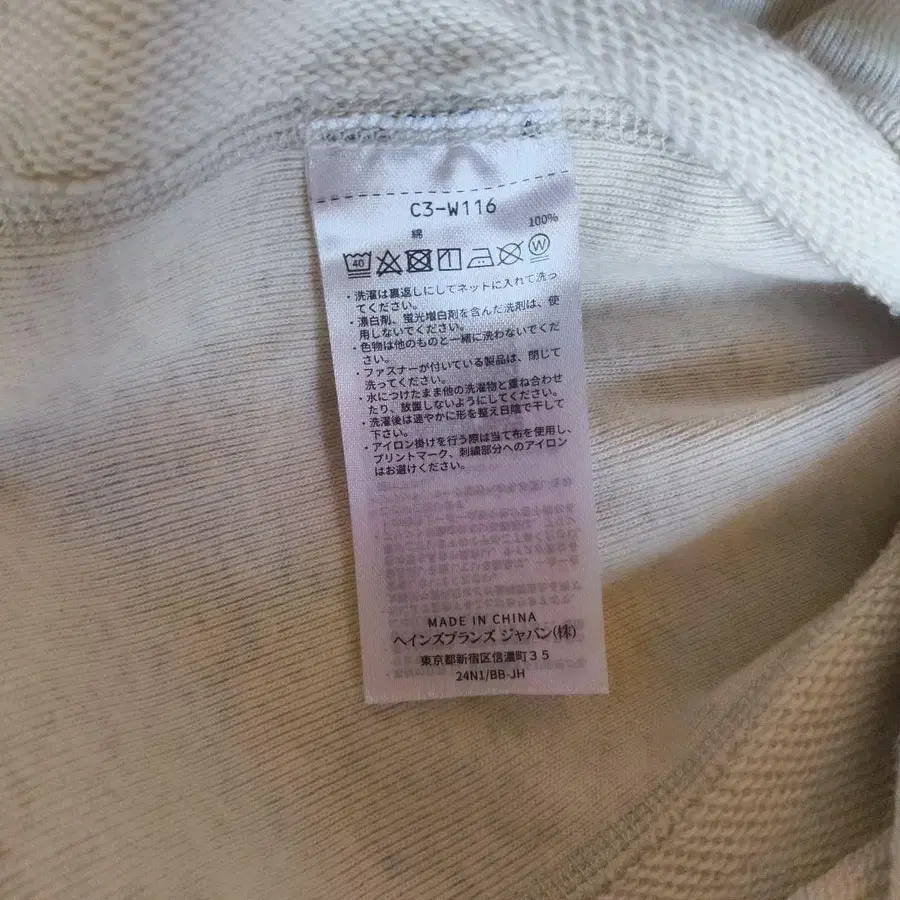 C3-W116
綿 100%
40 W
・洗濯は裏返しにしてネットに入れて洗っ
てください。
・漂白剤、蛍光増白剤を含んだ洗剤は、使
用しないでください。
・色物は他のものと一緒に洗わないでくだ
さい。
・ファスナーが付いている製品は、閉じて
洗ってください。
・水につけたまま他の洗濯物と重ね合わせ
たり、放置しないようにしてください。
・洗濯後は速やかに形を整え日陰で干して
下さい。
・アイロン掛けを行う際は当て布を使用し、
プリントマーク、刺繍部分へのアイロン
はお避けください。
MADE IN CHINA
ヘインズブランズ ジャパン(株)
東京都新宿区信濃町35
24N1/BB-JH